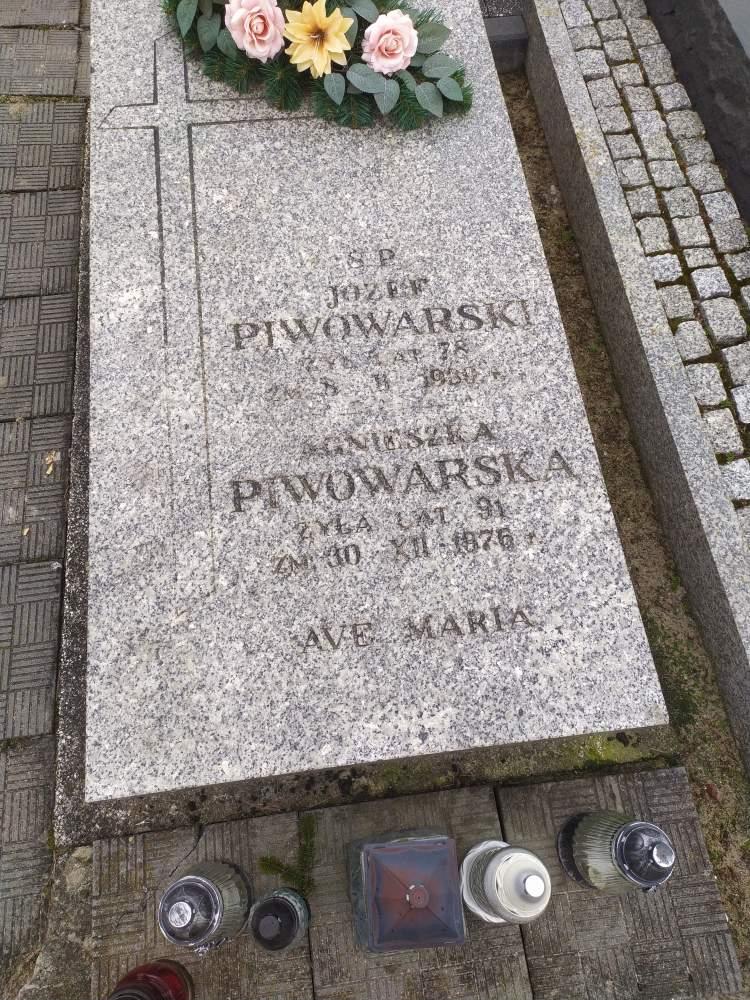 Ś P
JÓZEF
PIWOWARSKI
ŻYŁ LAT 78
ZM. 8 II
AGNIESZKA
PIWOWARSKA
ŻYŁA LAT 91
ZM. 30 XII 1976 r
AVE MARIA